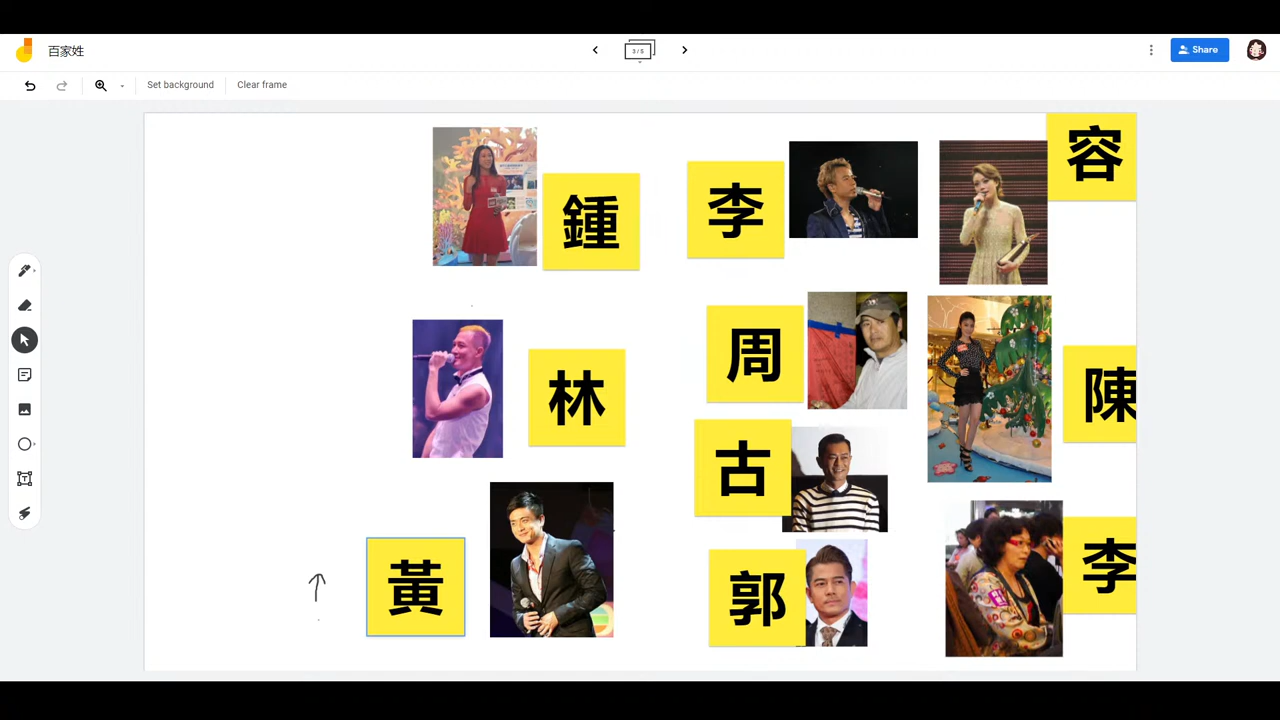 百家姓
3 / 5
Share
Set background
Clear frame
容
鍾
李
周
陳
林
古
李
黃
郭